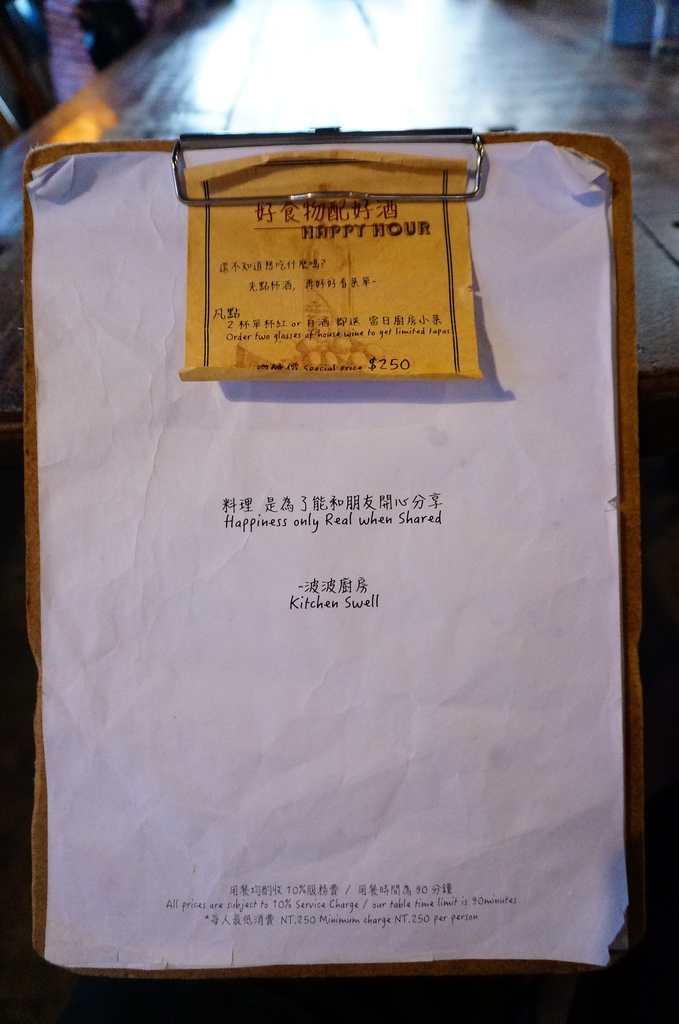 好食物配好酒
HAPPY HOUR
還不知道想吃什麼嗎?
先點杯酒, 再好好看菜單~
凡點
2 杯單杯紅 or 白酒 即送 當日廚房小菜
Order two glasses of house wine to get limited tapas
Special price $250
料理 是為了能和朋友開心分享
Happiness only Real when Shared
~波波廚房
Kitchen Swell
用餐均酌收 10%服務費 / 用餐時間為 90 分鐘
All prices are subject to 10% Service Charge / our table time limit is 90minutes
*每人最低消費 NT.250 Minimum charge NT.250 per person